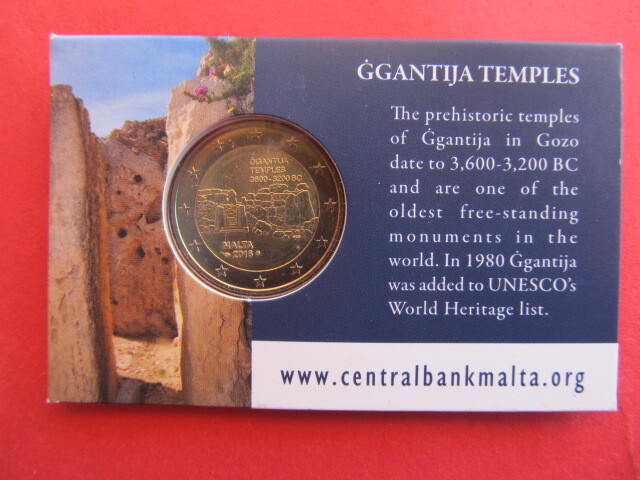 ĠGANTIJA TEMPLES
The prehistoric temples
of Ġgantija in Gozo
date to 3,600-3,200 BC
and are one of the
oldest free-standing
monuments in the
world. In 1980 Ġgantija
was added to UNESCO's
World Heritage list.
www.centralbankmalta.org
ĠGANTIJA
TEMPLES
3600 - 3200 BC
MALTA
2016